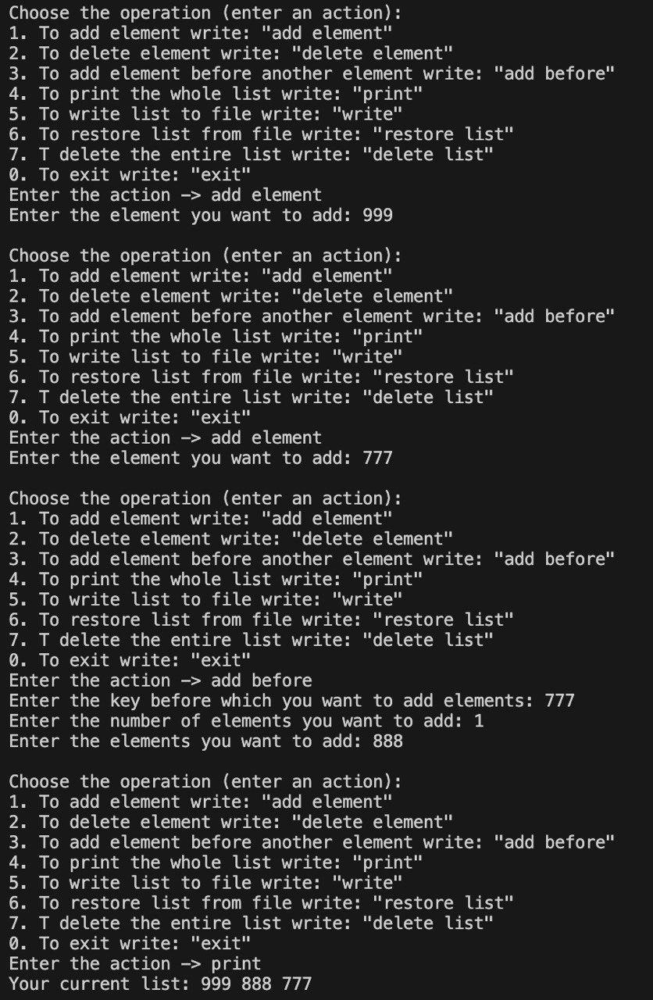 Choose the operation (enter an action):
1. To add element write: "add element"
2. To delete element write: "delete element"
3. To add element before another element write: "add before"
4. To print the whole list write: "print"
5. To write list to file write: "write"
6. To restore list from file write: "restore list"
7. T delete the entire list write: "delete list"
0. To exit write: "exit"
Enter the action -> add element
Enter the element you want to add: 999

Choose the operation (enter an action):
1. To add element write: "add element"
2. To delete element write: "delete element"
3. To add element before another element write: "add before"
4. To print the whole list write: "print"
5. To write list to file write: "write"
6. To restore list from file write: "restore list"
7. T delete the entire list write: "delete list"
0. To exit write: "exit"
Enter the action -> add element
Enter the element you want to add: 777

Choose the operation (enter an action):
1. To add element write: "add element"
2. To delete element write: "delete element"
3. To add element before another element write: "add before"
4. To print the whole list write: "print"
5. To write list to file write: "write"
6. To restore list from file write: "restore list"
7. T delete the entire list write: "delete list"
0. To exit write: "exit"
Enter the action -> add before
Enter the key before which you want to add elements: 777
Enter the number of elements you want to add: 1
Enter the elements you want to add: 888

Choose the operation (enter an action):
1. To add element write: "add element"
2. To delete element write: "delete element"
3. To add element before another element write: "add before"
4. To print the whole list write: "print"
5. To write list to file write: "write"
6. To restore list from file write: "restore list"
7. T delete the entire list write: "delete list"
0. To exit write: "exit"
Enter the action -> print
Your current list: 999 888 777